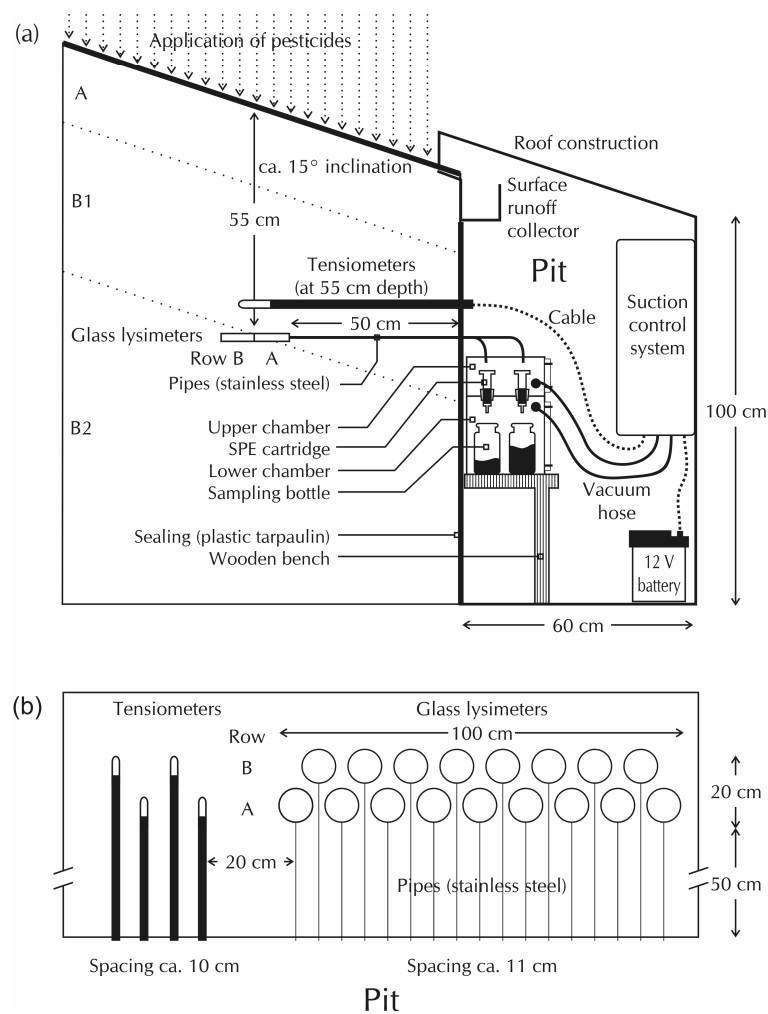 (a)
Application of pesticides
A
Roof construction
ca. 15° inclination
Surface
runoff
collector
B1
55 cm
Pit
Tensiometers
(at 55 cm depth)
Suction
control
system
Cable
50 cm
Glass lysimeters
Row B A
Pipes (stainless steel)
100 cm
B2
Upper chamber
SPE cartridge
Lower chamber
Sampling bottle
Vacuum
hose
Sealing (plastic tarpaulin)
Wooden bench
12 V
battery
60 cm
(b)
Tensiometers
Glass lysimeters
Row
100 cm
B
20 cm
A
20 cm
Pipes (stainless steel)
50 cm
Spacing ca. 10 cm
Spacing ca. 11 cm
Pit